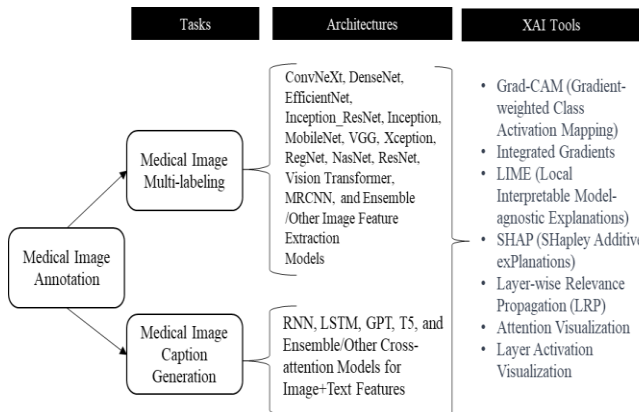 Tasks
Architectures
XAI Tools
Medical Image
Annotation
Medical Image
Multi-labeling
Medical Image
Caption
Generation
ConvNeXt, DenseNet,
EfficientNet,
Inception_ResNet, Inception,
MobileNet, VGG, Xception,
RegNet, NasNet, ResNet,
Vision Transformer,
MRCNN, and Ensemble
/Other Image Feature
Extraction
Models
RNN, LSTM, GPT, T5, and
Ensemble/Other Cross-
attention Models for
Image+Text Features
• Grad-CAM (Gradient-
weighted Class
Activation Mapping)
• Integrated Gradients
• LIME (Local
Interpretable Model-
agnostic Explanations)
• SHAP (SHapley Additive
exPlanations)
• Layer-wise Relevance
Propagation (LRP)
• Attention Visualization
• Layer Activation
Visualization